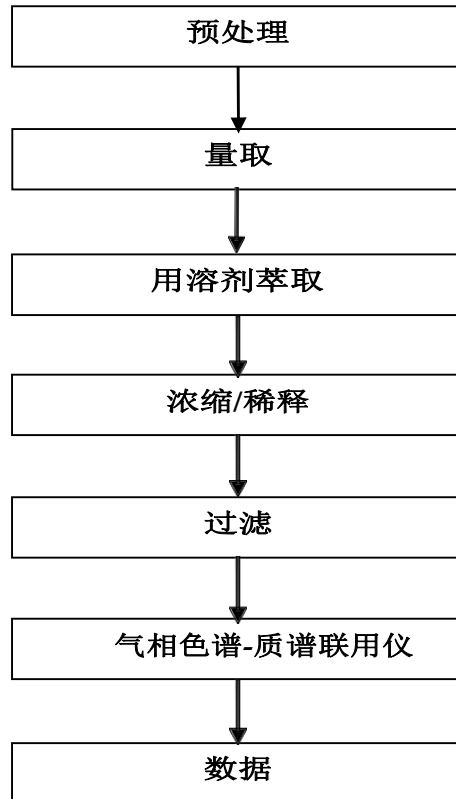 预处理
量取
用溶剂萃取
浓缩/稀释
过滤
气相色谱-质谱联用仪
数据